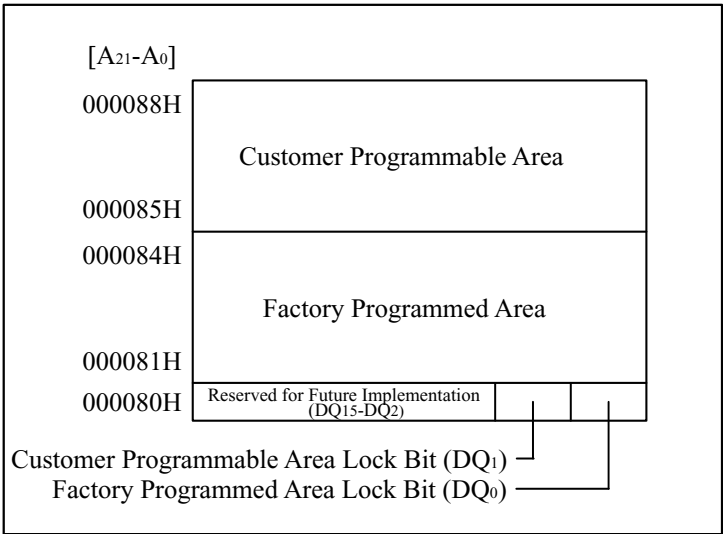 [A21-A0]
000088H
Customer Programmable Area
000085H
000084H
Factory Programmed Area
000081H
000080H
Reserved for Future Implementation
(DQ15-DQ2)
Customer Programmable Area Lock Bit (DQ1)
Factory Programmed Area Lock Bit (DQ0)